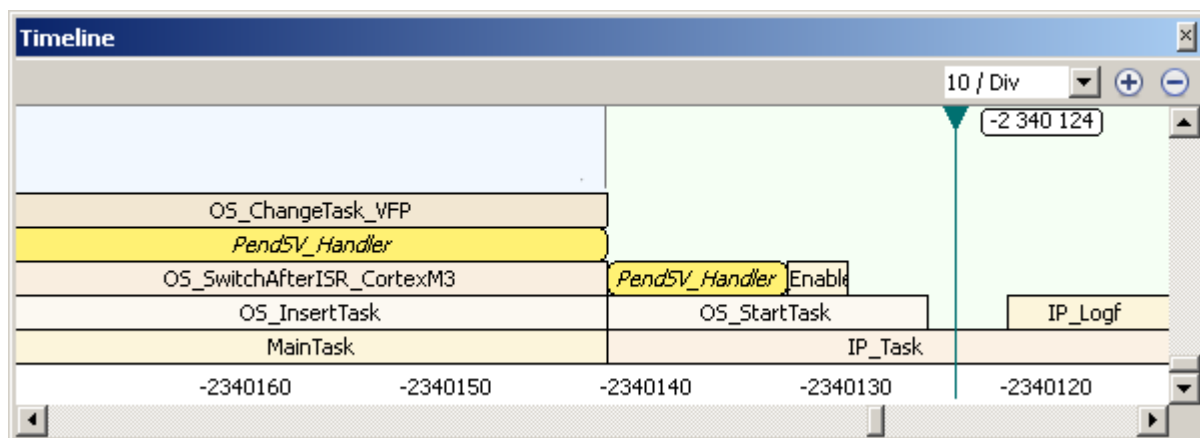 Timeline
10 / Div
-2 340 124
OS_ChangeTask_VFP
PendSV_Handler
OS_SwitchAfterISR_CortexM3 PendSV_Handler Enable
OS_InsertTask OS_StartTask IP_Logf
MainTask IP_Task
-2340160 -2340150 -2340140 -2340130 -2340120